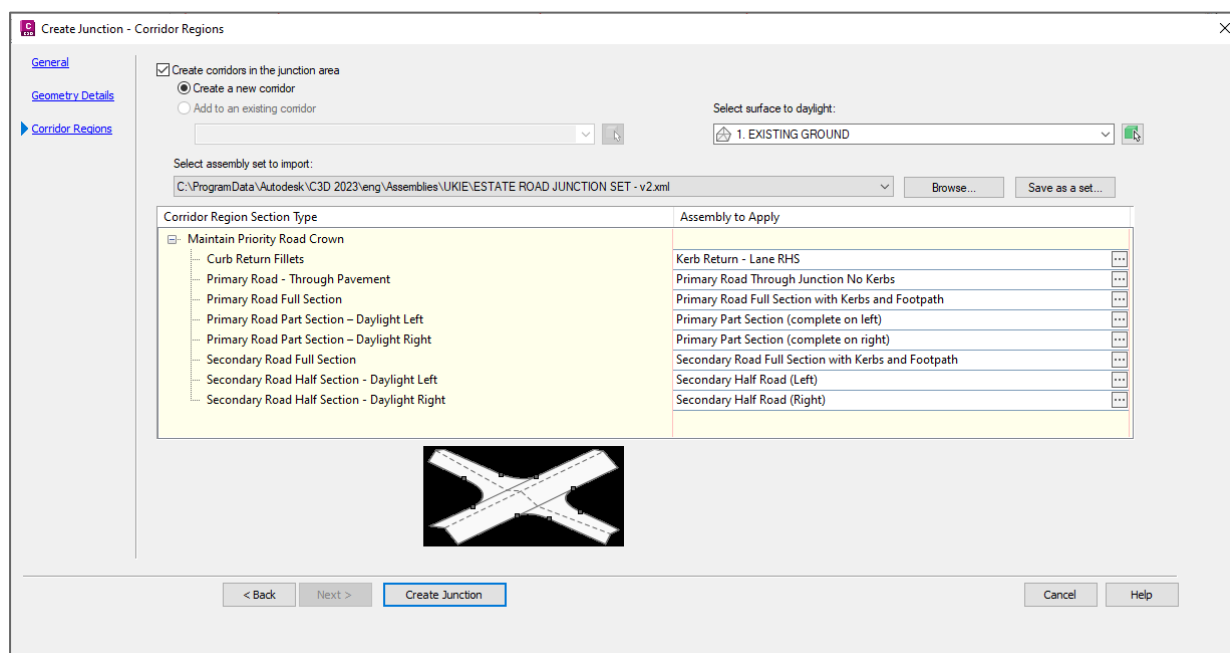 Create Junction - Corridor Regions
General
Geometry Details
Corridor Regions
Create corridors in the junction area
Create a new corridor
Add to an existing corridor
Select surface to daylight:
1. EXISTING GROUND
Select assembly set to import:
C:\ProgramData\Autodesk\C3D 2023\eng\Assemblies\UKIE\ESTATE ROAD JUNCTION SET - v2.xml
Browse...
Save as a set...
Corridor Region Section Type Assembly to Apply
Maintain Priority Road Crown
Curb Return Fillets Kerb Return - Lane RHS
Primary Road - Through Pavement Primary Road Through Junction No Kerbs
Primary Road Full Section Primary Road Full Section with Kerbs and Footpath
Primary Road Part Section – Daylight Left Primary Part Section (complete on left)
Primary Road Part Section – Daylight Right Primary Part Section (complete on right)
Secondary Road Full Section Secondary Road Full Section with Kerbs and Footpath
Secondary Road Half Section - Daylight Left Secondary Half Road (Left)
Secondary Road Half Section - Daylight Right Secondary Half Road (Right)
< Back Next > Create Junction Cancel Help